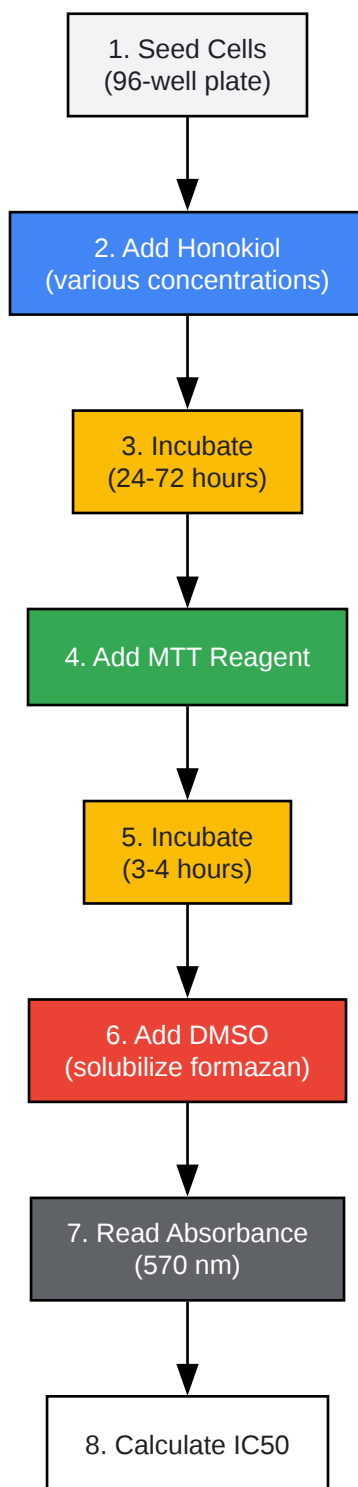 1. Seed Cells
(96-well plate)
2. Add Honokiol
(various concentrations)
3. Incubate
(24-72 hours)
4. Add MTT Reagent
5. Incubate
(3-4 hours)
6. Add DMSO
(solubilize formazan)
7. Read Absorbance
(570 nm)
8. Calculate IC50